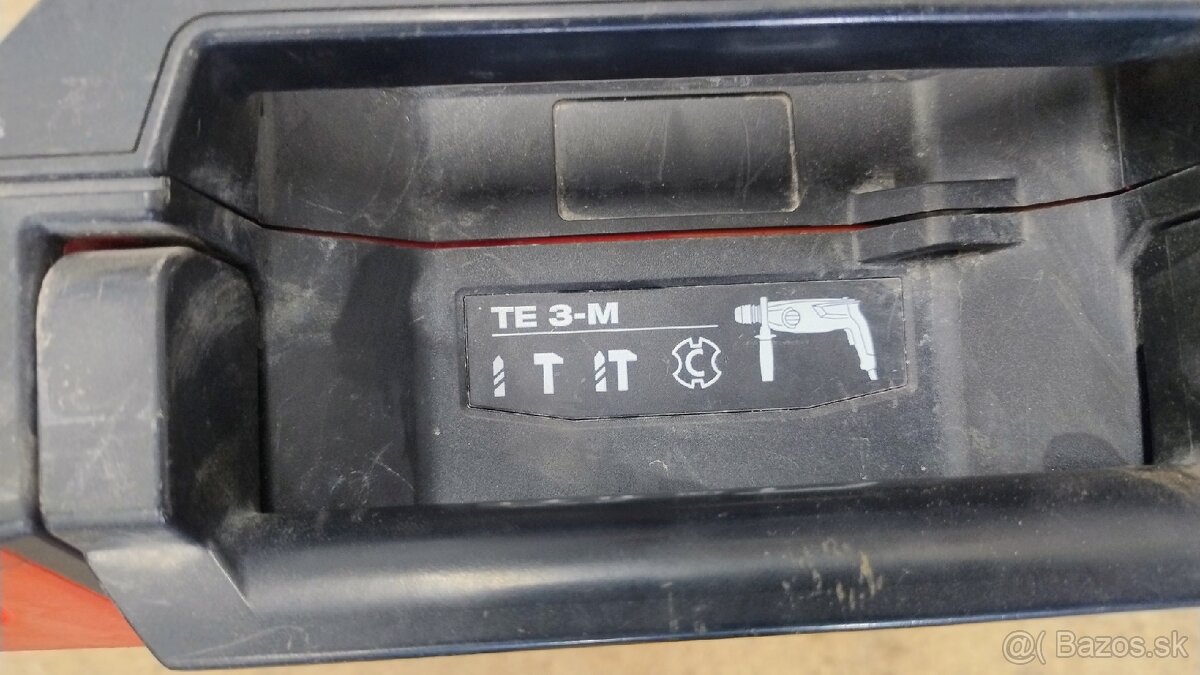 TE 3-M
C
@( Bazos.sk